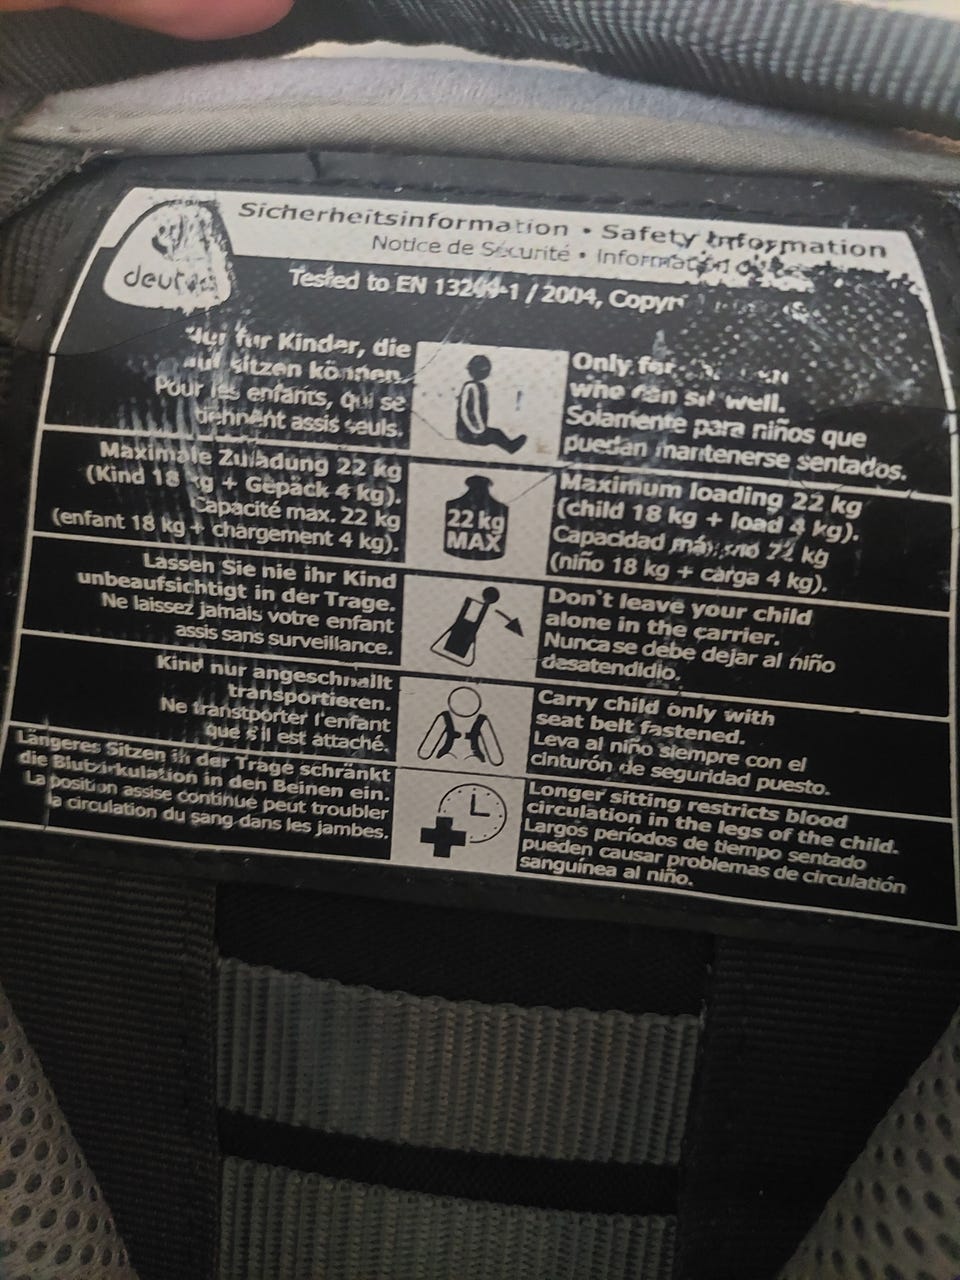 Sicherheitsinformation • Safety Information
Notice de Sécurité •
deuter
Tested to EN / 2004,
für Kinder, die
sitzen können.
Pour les enfants, qui se
tiennent assis seuls.
Only for
who can sit well.
Solamente para niños que
puedan mantenerse sentados.
Maximale Zuladung 22 kg
(Kind 18 kg + Gepäck 4 kg).
Capacité max. 22 kg
(enfant 18 kg + chargement 4 kg).
22 kg
MAX
Maximum loading 22 kg
(child 18 kg + load 4 kg).
Capacidad máximo 22 kg
(niño 18 kg + carga 4 kg).
Lassen Sie nie ihr Kind
unbeaufsichtigt in der Trage.
Ne laissez jamais votre enfant
assis sans surveillance.
Don't leave your child
alone in the carrier.
Nunca se debe dejar al niño
desatendidio.
Kind nur angeschnallt
transportieren.
Ne transtporter l'enfant
que s'il est attaché.
Carry child only with
seat belt fastened.
Leva al niño siempre con el
cinturón de seguridad puesto.
Längeres Sitzen in der Trage schränkt
die Blutzirkulation in den Beinen ein.
La position assise continue peut troubler
la circulation du sang dans les jambes.
Longer sitting restricts blood
circulation in the legs of the child.
Largos períodos de tiempo sentado
pueden causar problemas de circulatión
sanguínea al niño.